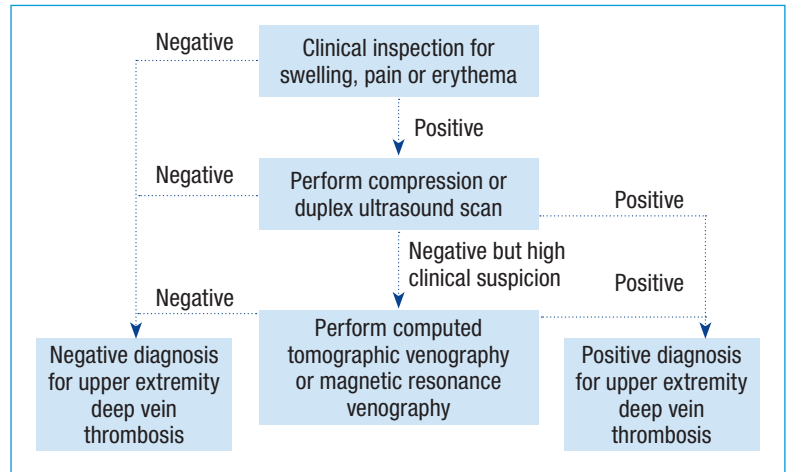 Negative
Clinical inspection for
swelling, pain or erythema
Positive
Negative
Perform compression or
duplex ultrasound scan
Positive
Negative but high
clinical suspicion
Positive
Negative
Perform computed
tomographic venography
or magnetic resonance
venography
Negative diagnosis
for upper extremity
deep vein
thrombosis
Positive diagnosis
for upper extremity
deep vein
thrombosis